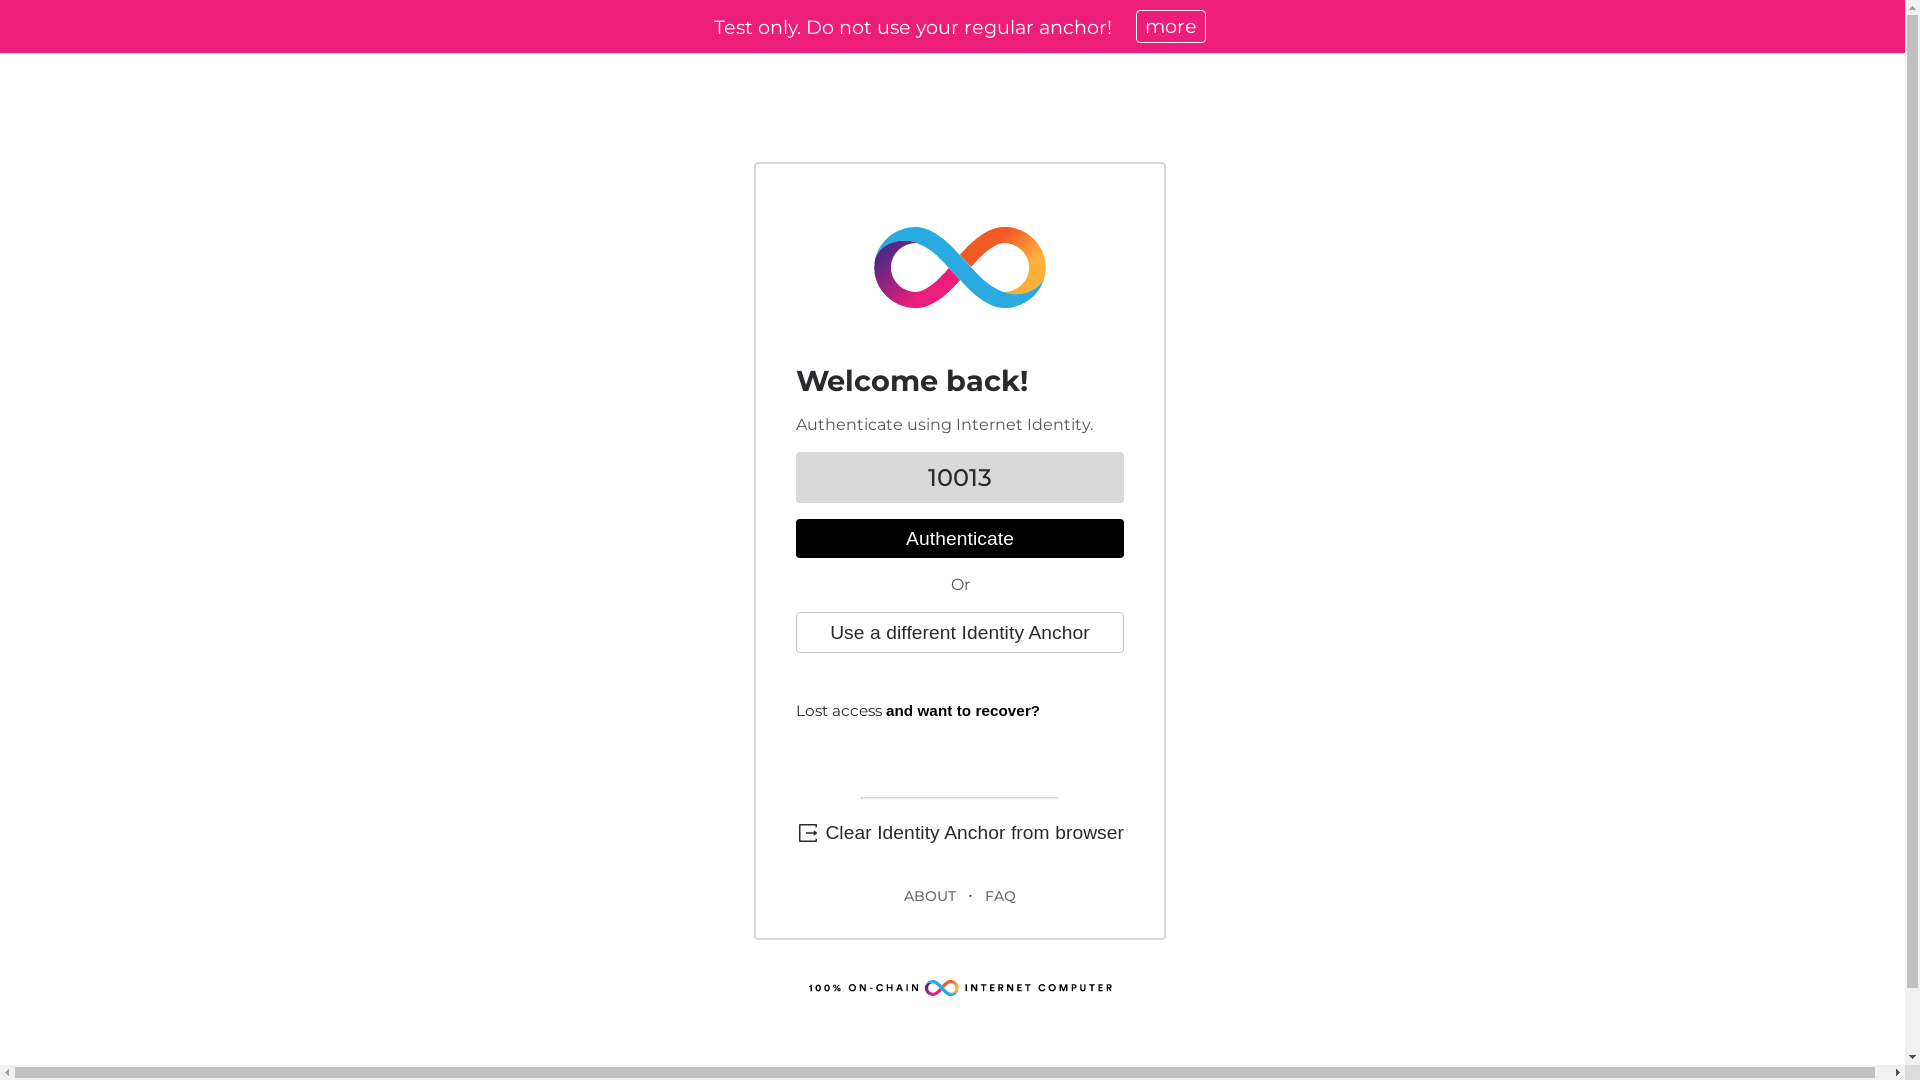 Test only. Do not use your regular anchor! more
Welcome back!
Authenticate using Internet Identity.
10013
Authenticate
Or
Use a different Identity Anchor
Lost access and want to recover?
Clear Identity Anchor from browser
ABOUT · FAQ
100% ON-CHAIN INTERNET COMPUTER